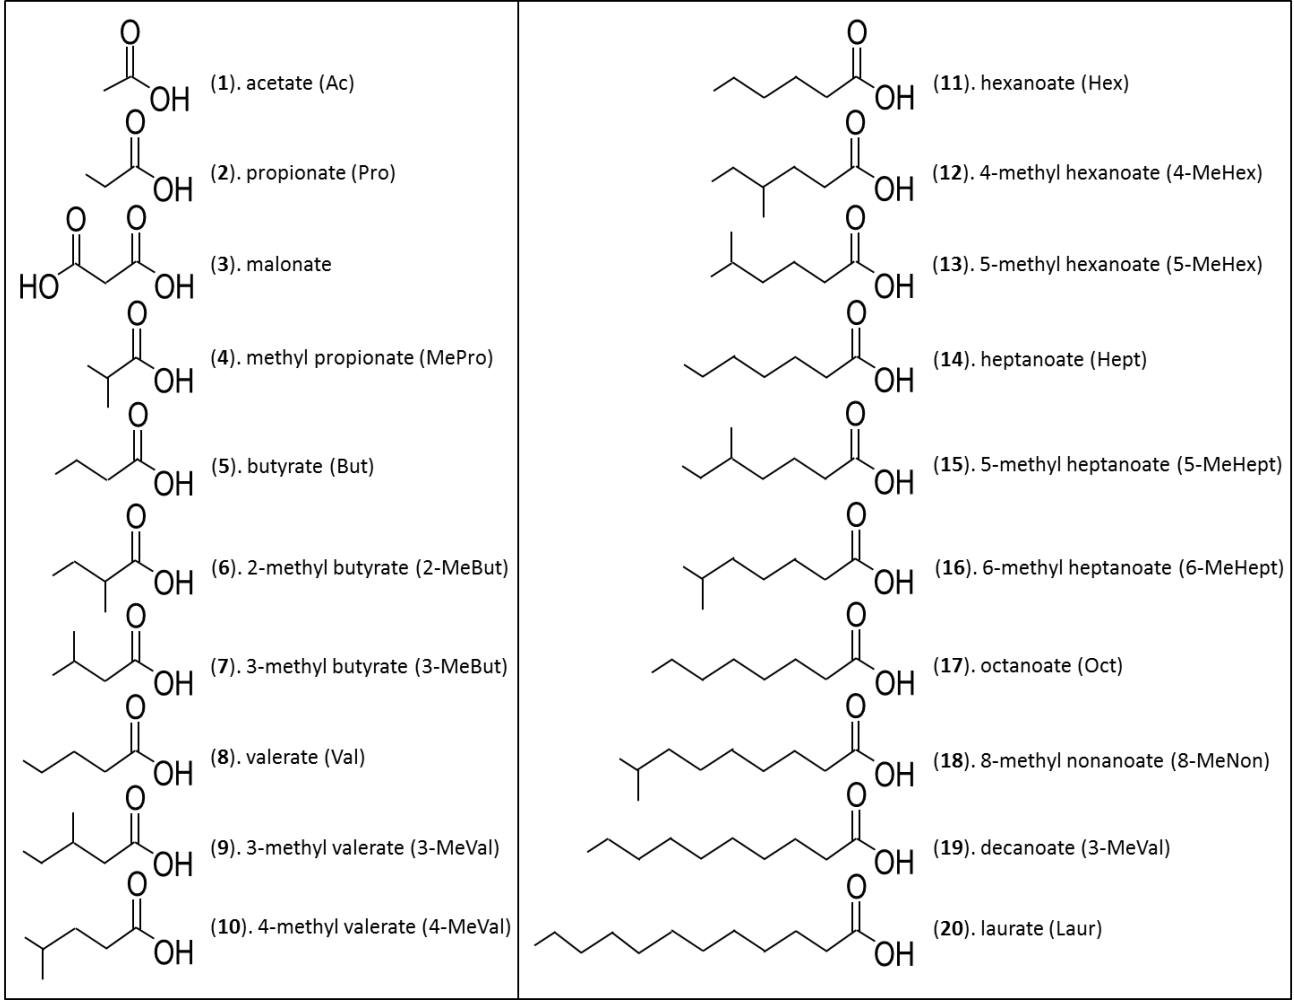 O
OH
(1). acetate (Ac)
O
OH
(2). propionate (Pro)
O
O
HO
OH
(3). malonate
O
OH
(4). methyl propionate (MePro)
O
OH
(5). butyrate (But)
O
OH
(6). 2-methyl butyrate (2-MeBut)
O
OH
(7). 3-methyl butyrate (3-MeBut)
O
OH
(8). valerate (Val)
O
OH
(9). 3-methyl valerate (3-MeVal)
O
OH
(10). 4-methyl valerate (4-MeVal)
O
OH
(11). hexanoate (Hex)
O
OH
(12). 4-methyl hexanoate (4-MeHex)
O
OH
(13). 5-methyl hexanoate (5-MeHex)
O
OH
(14). heptanoate (Hept)
O
OH
(15). 5-methyl heptanoate (5-MeHept)
O
OH
(16). 6-methyl heptanoate (6-MeHept)
O
OH
(17). octanoate (Oct)
O
OH
(18). 8-methyl nonanoate (8-MeNon)
O
OH
(19). decanoate (3-MeVal)
O
OH
(20). laurate (Laur)